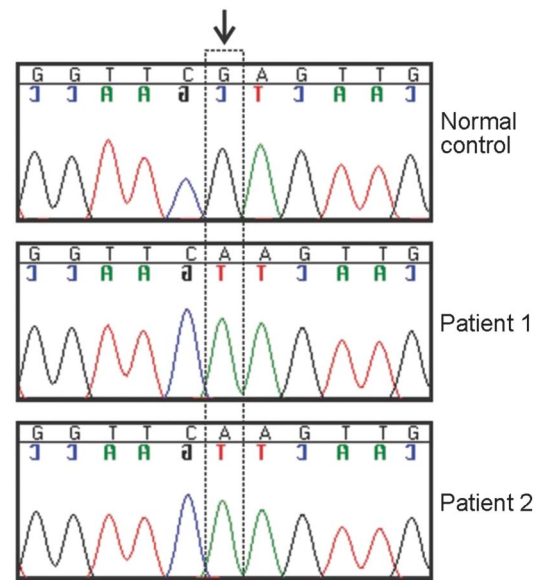 G G T T C G A G T T G
C C A A G C T C A A C
Normal
control
G G T T C A A G T T G
C C A A G T T C A A C
Patient 1
G G T T C A A G T T G
C C A A G T T C A A C
Patient 2